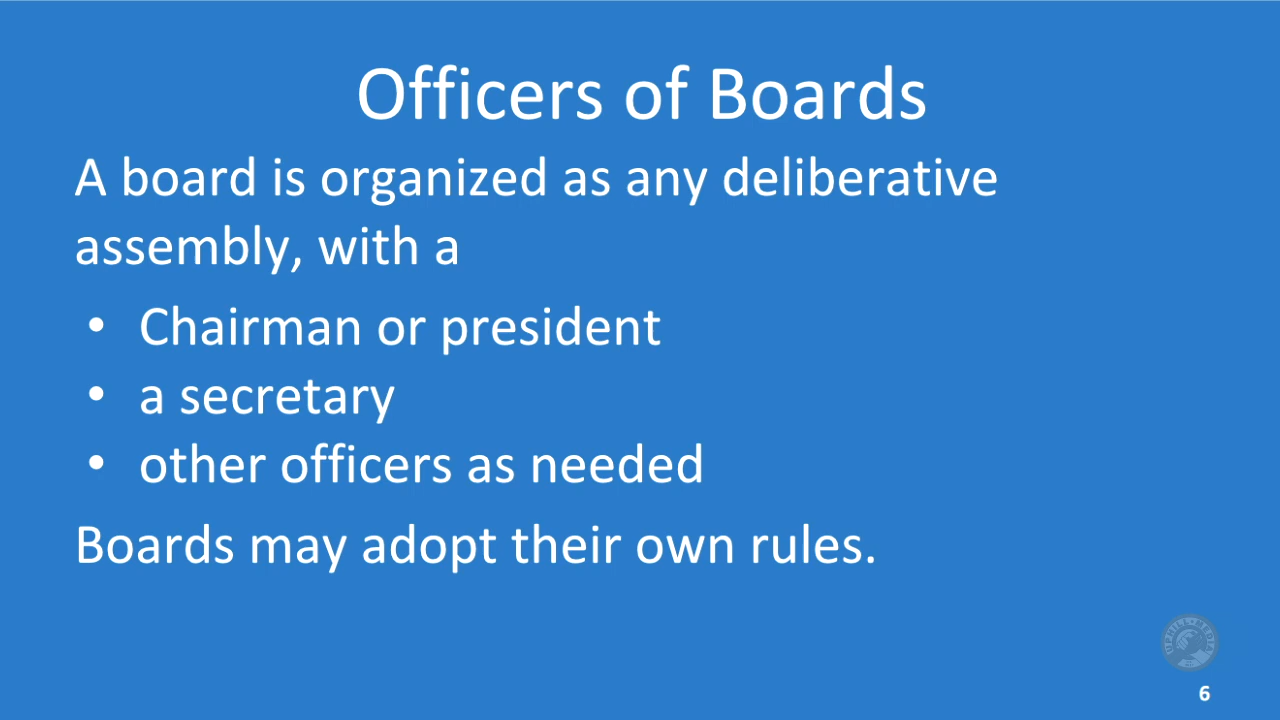 Officers of Boards
A board is organized as any deliberative
assembly, with a
• Chairman or president
• a secretary
• other officers as needed
Boards may adopt their own rules.
6